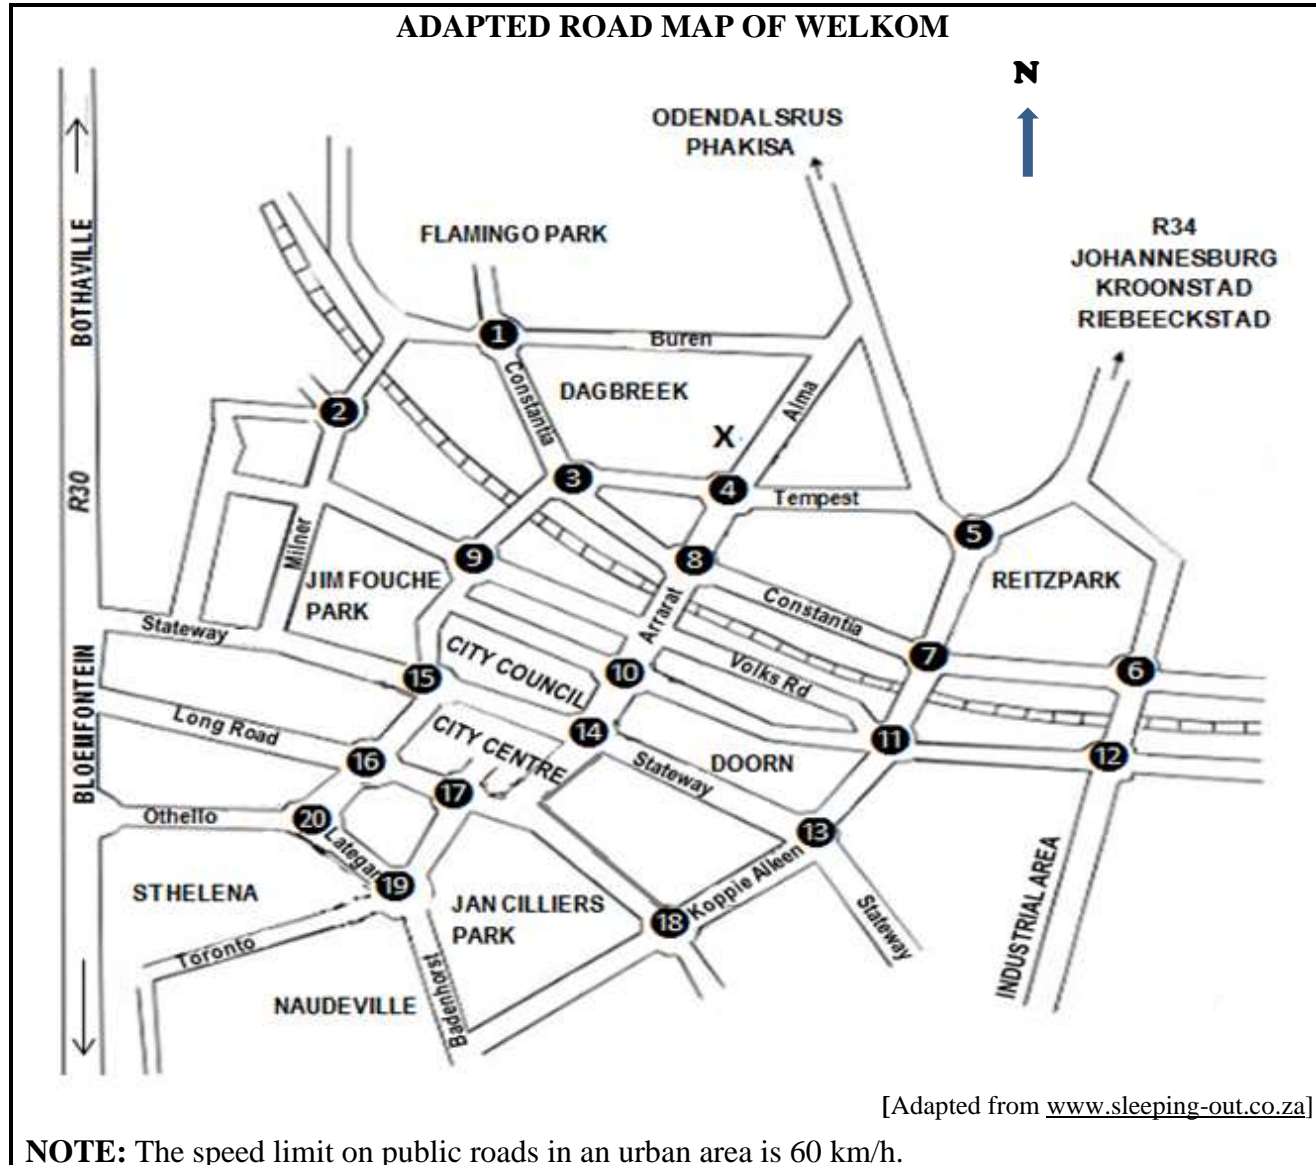 ADAPTED ROAD MAP OF WELKOM
N
ODENDALSRUS
PHAKISA
R34
JOHANNESBURG
KROONSTAD
RIEBEECKSTAD
FLAMINGO PARK
BOTHAVILLE
R30
BLOEMFONTEIN
1
Buren
Constantia
DAGBREEK
Alma
2
X
3
4
Tempest
5
Milner
9
8
REITZPARK
JIM FOUCHE
PARK
Ararat
Constantia
Stateway
CITY COUNCIL
7
6
15
10
Volks Rd
Long Road
CITY CENTRE
14
11
16
Stateway
DOORN
12
17
Othello
20
13
Lategan
19
Koppie Alleen
INDUSTRIAL AREA
ST HELENA
JAN CILLIERS
PARK
18
Stateway
Toronto
Badenhorst
NAUDEVILLE
[Adapted from www.sleeping-out.co.za]
NOTE: The speed limit on public roads in an urban area is 60 km/h.